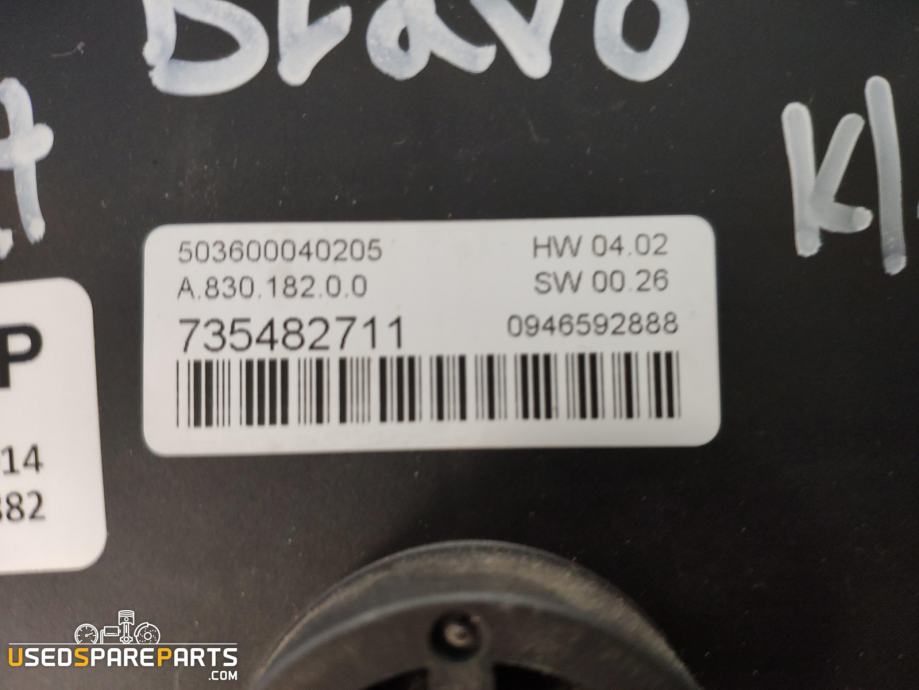 Bravo
503600040205 HW 04.02
A.830.182.0.0 SW 00.26
735482711 0946592888
P
14
882
USEDSPAREPARTS
.COM